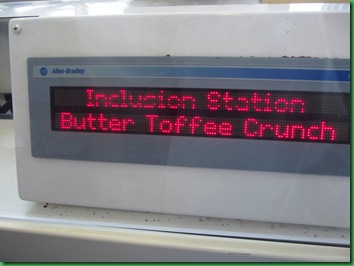 Allen-Bradley
Inclusion Station
Butter Toffee Crunch